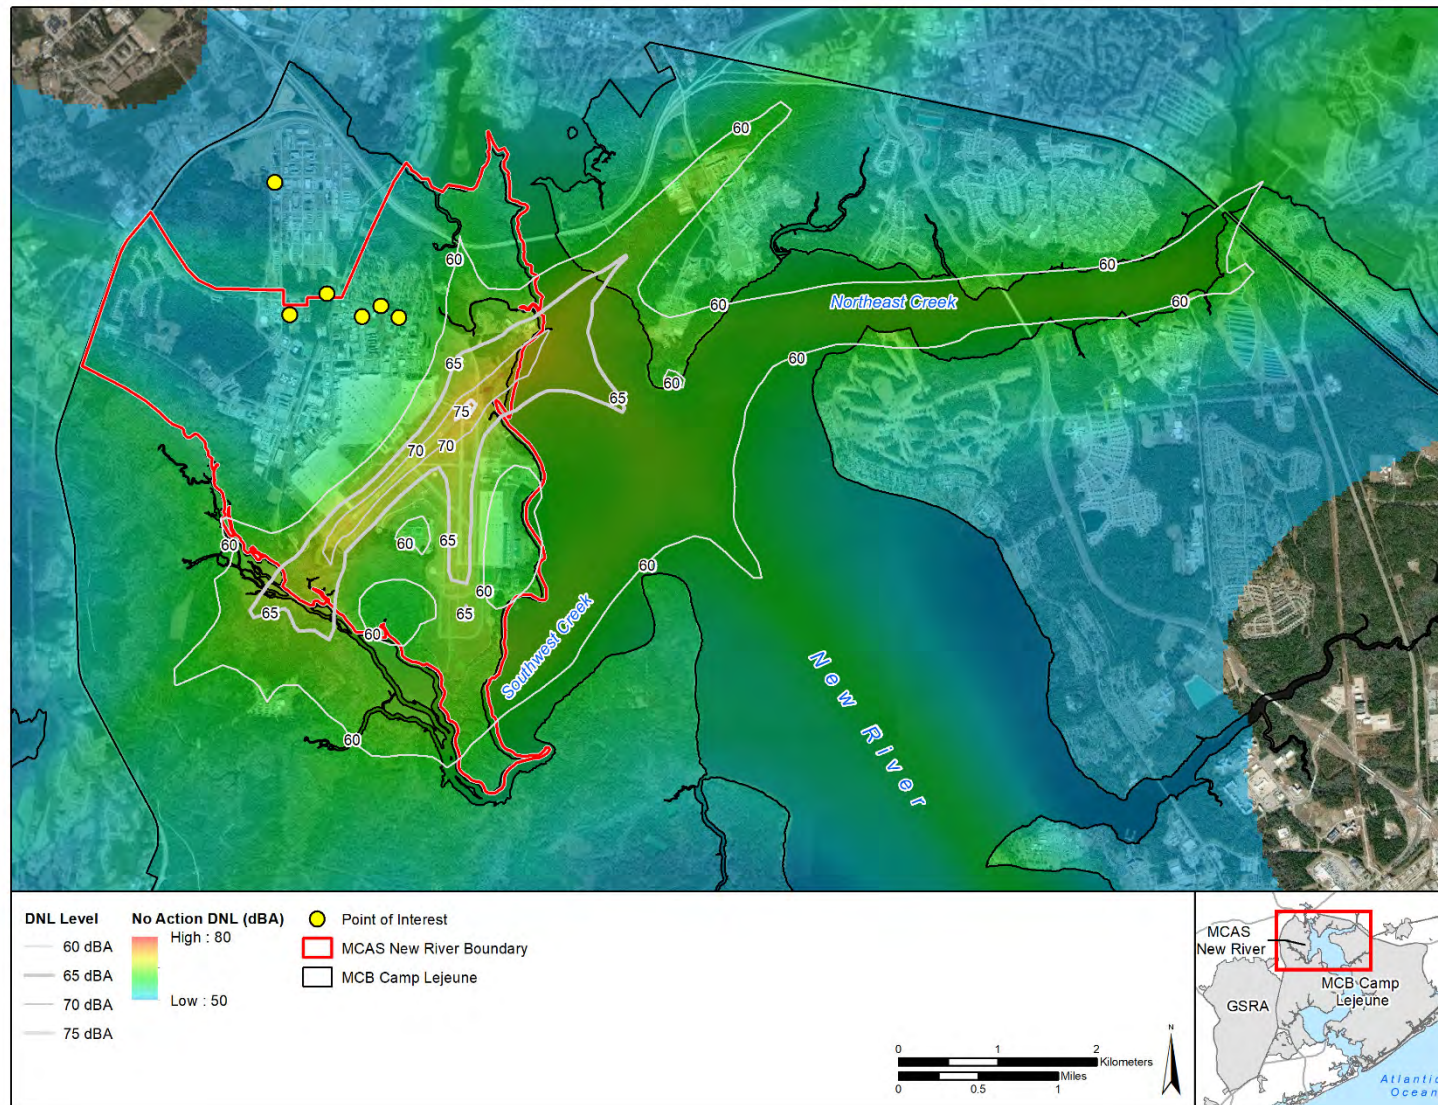 60
60
60
60
60
Northeast Creek
60
65
60
60
65
75
70
70
60
65
60
60
60
65
65
60
Southwest Creek
New River
60
DNL Level
60 dBA
65 dBA
70 dBA
75 dBA
No Action DNL (dBA)
High : 80
Low : 50
Point of Interest
MCAS New River Boundary
MCB Camp Lejeune
0 1 2
Kilometers
Miles
0 0.5 1
N
MCAS
New River
MCB Camp
Lejeune
GSRA
Atlantic
Ocean